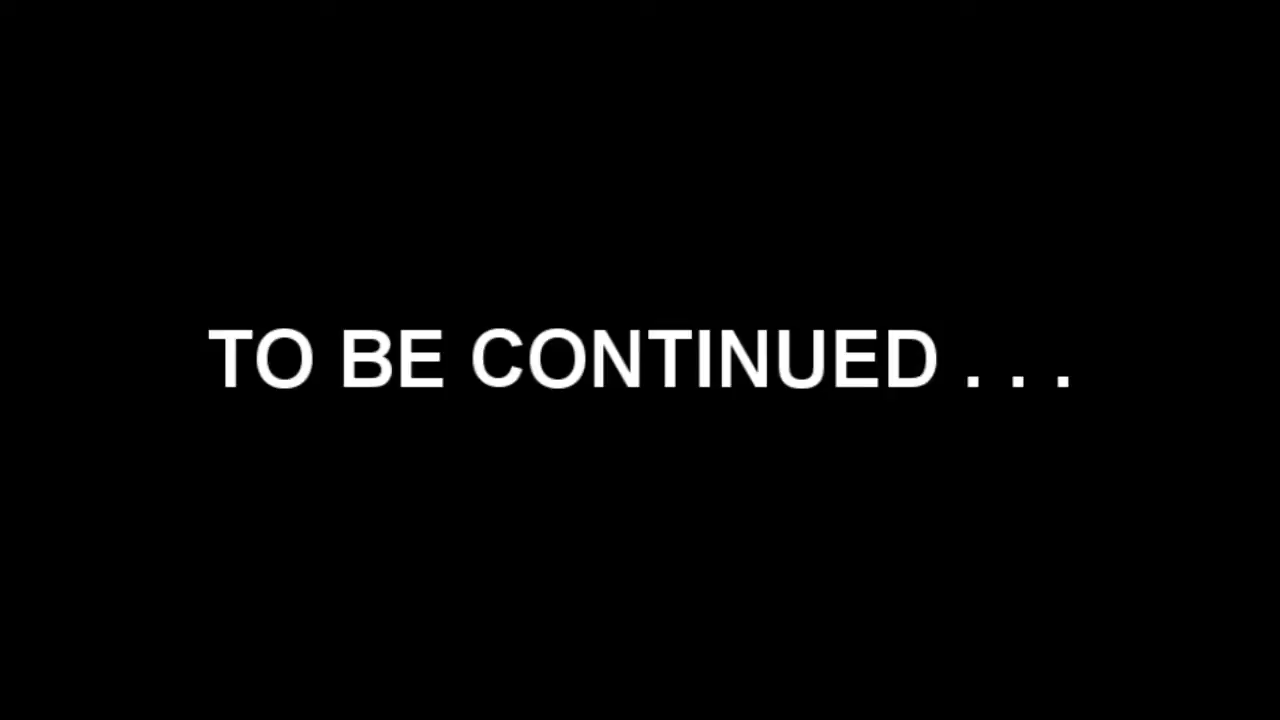 TO BE CONTINUED . . .